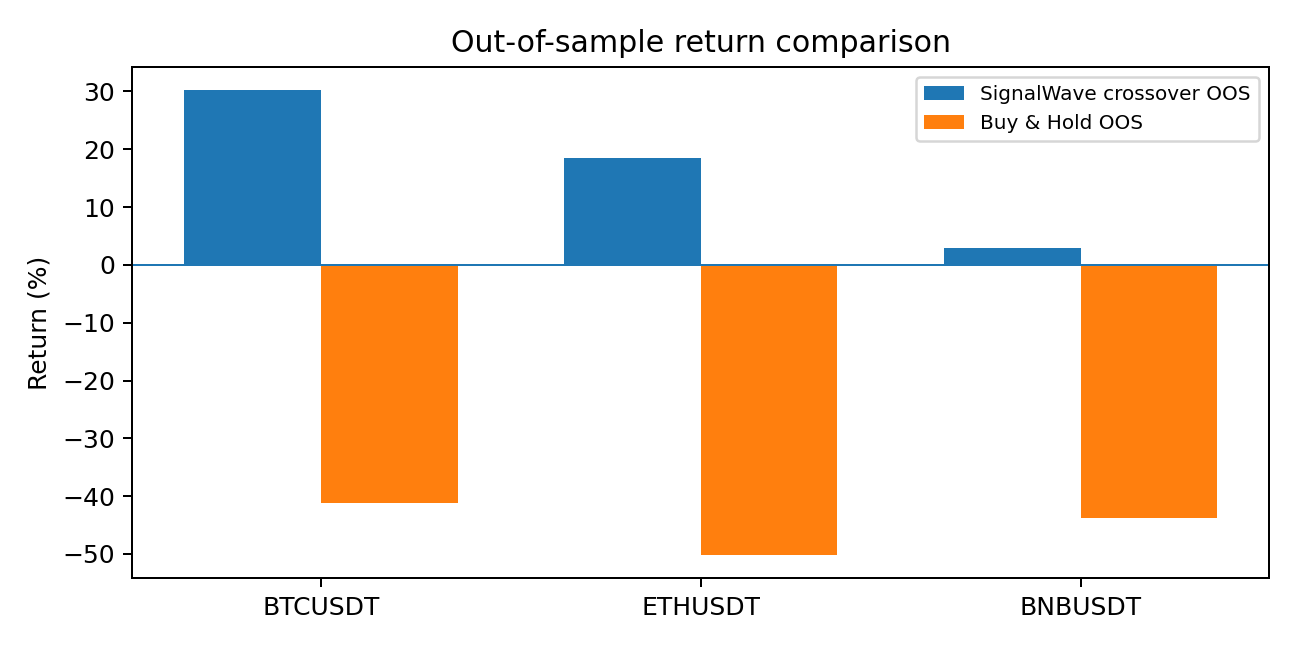 Out-of-sample return comparison
SignalWave crossover OOS
Buy & Hold OOS
Return (%)
30
20
10
0
−10
−20
−30
−40
−50
BTCUSDT
ETHUSDT
BNBUSDT